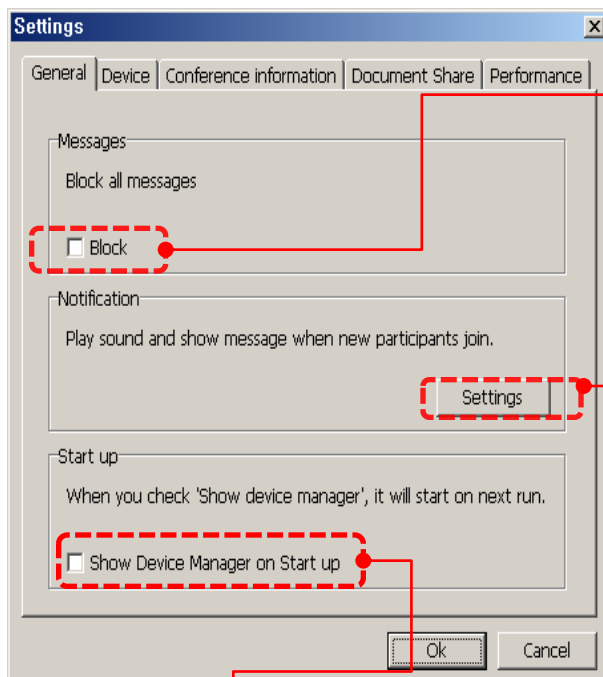 Settings
General Device Conference information Document Share Performance
Messages
Block all messages
Block
Notification
Play sound and show message when new participants join.
Settings
Start up
When you check 'Show device manager', it will start on next run.
Show Device Manager on Start up
Ok Cancel